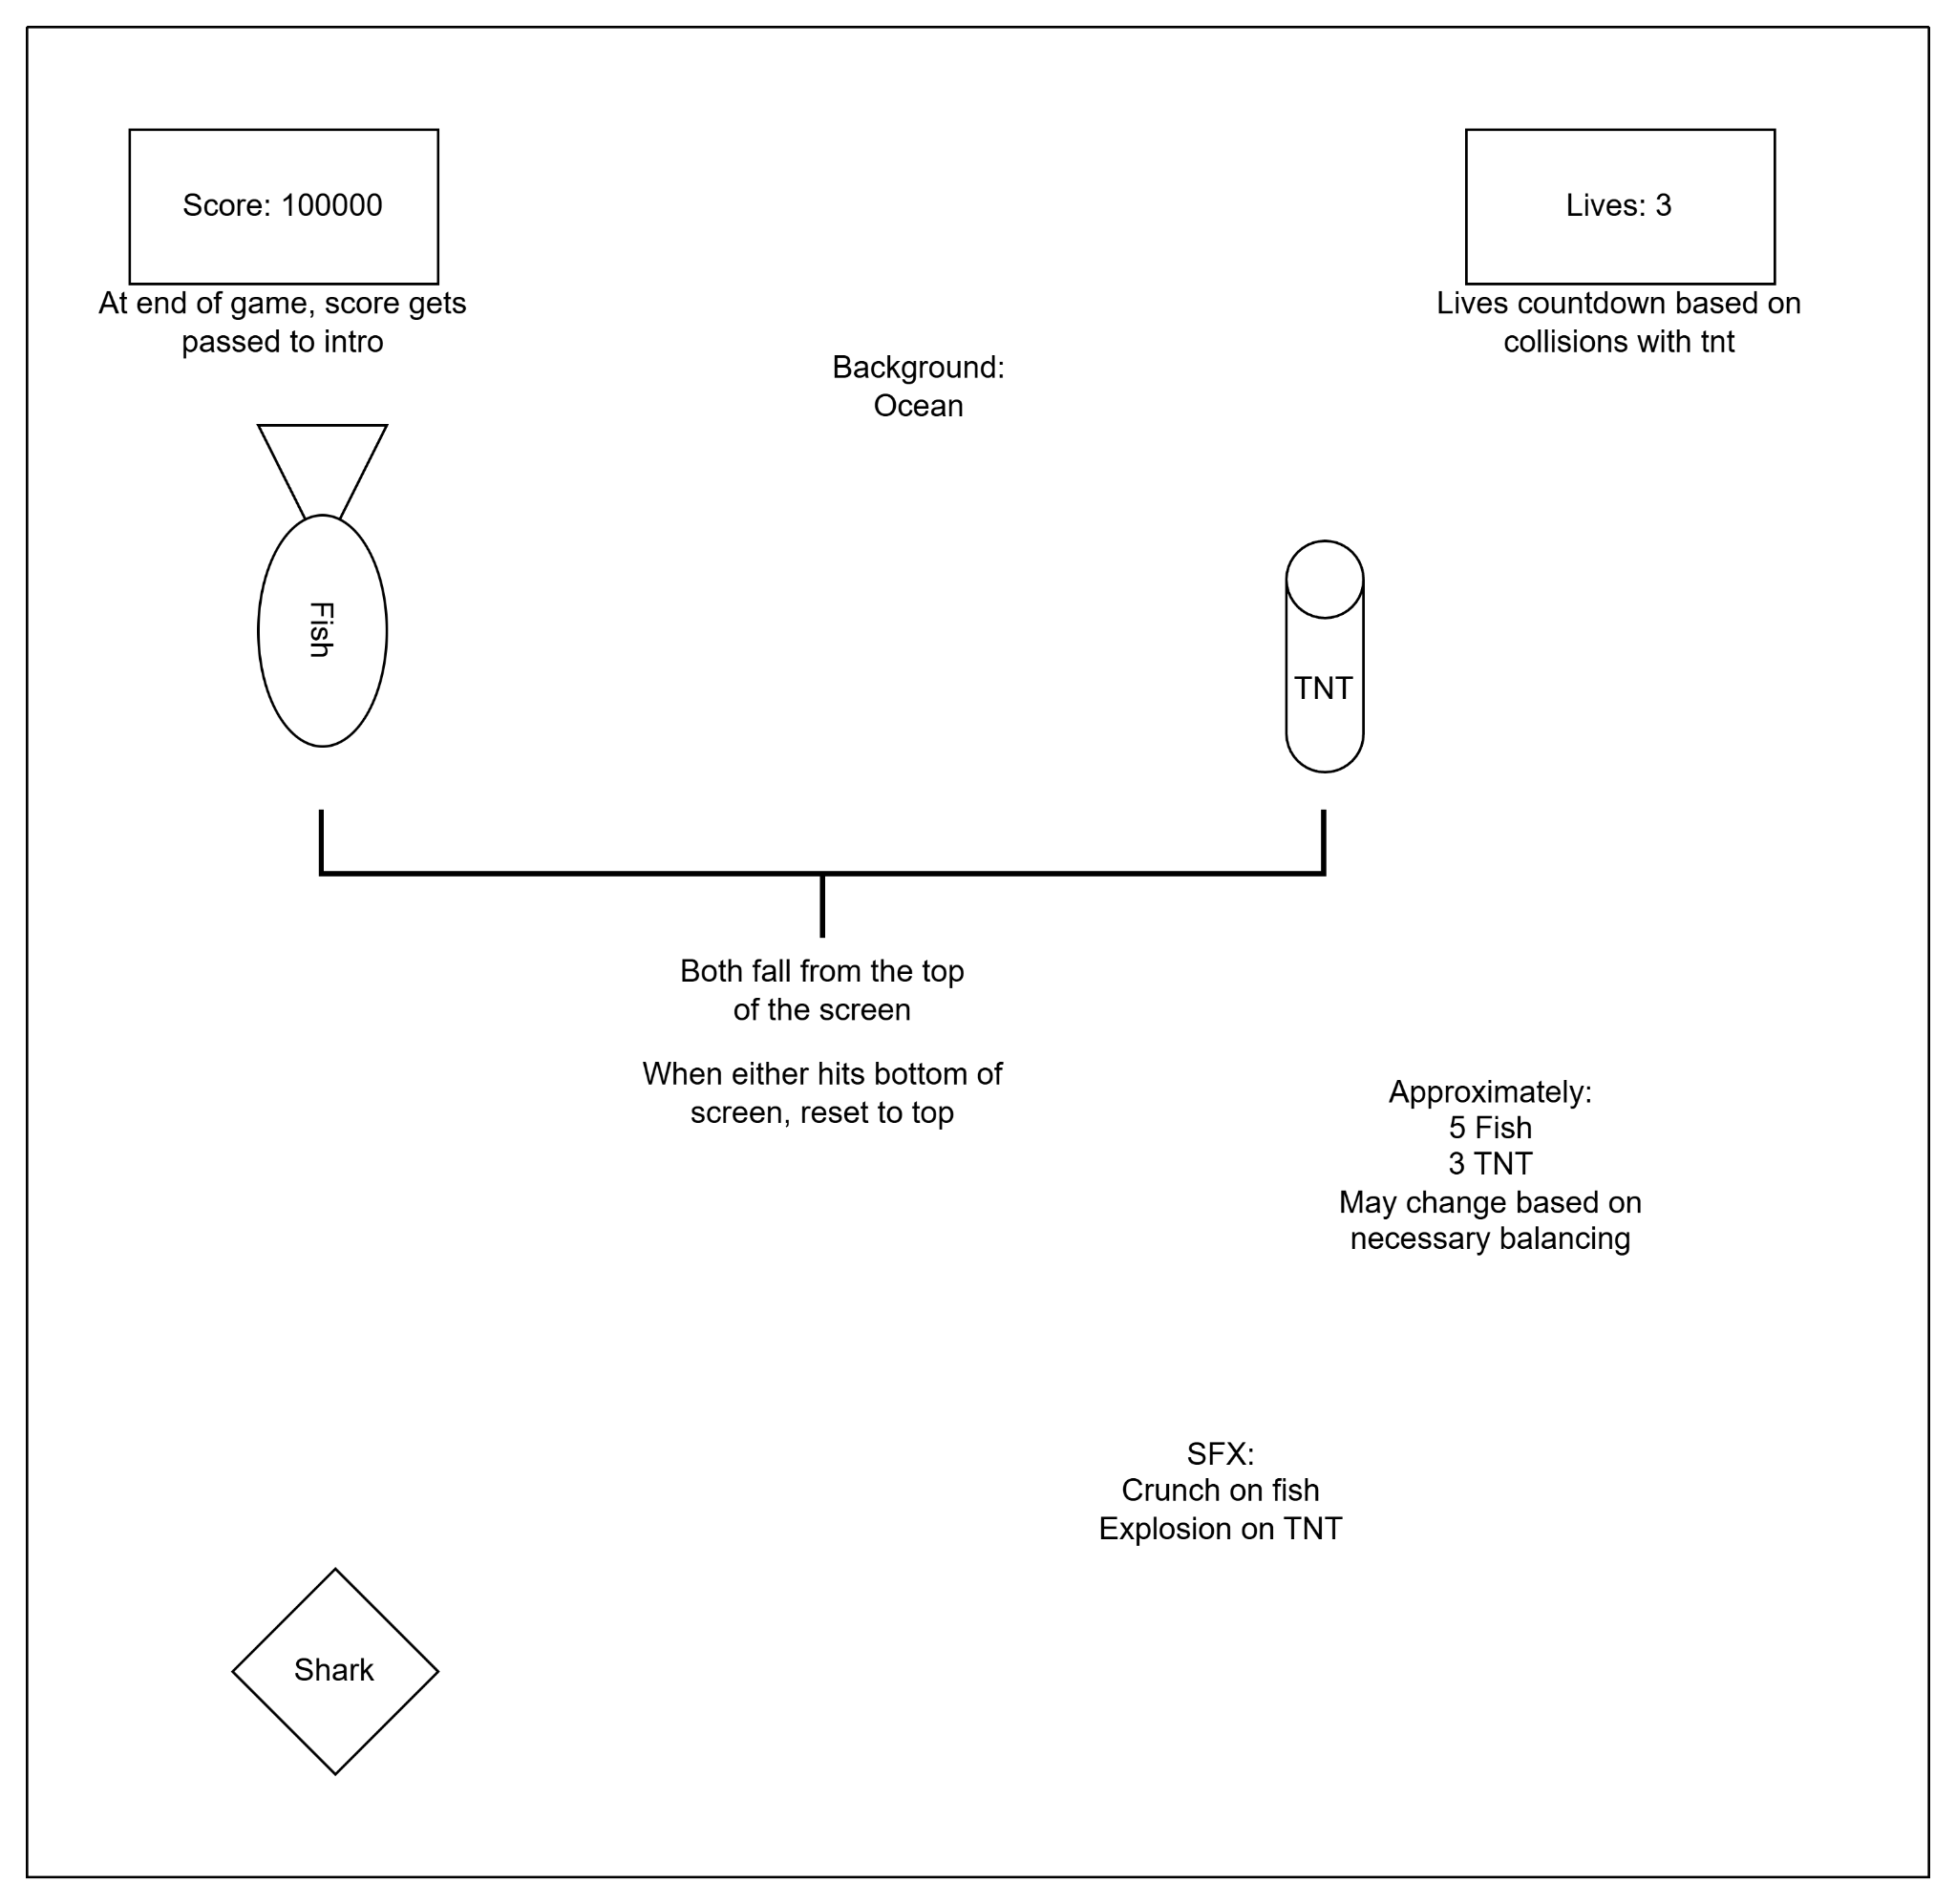 Score: 100000
Lives: 3
At end of game, score gets
passed to intro
Lives countdown based on
collisions with tnt
Background:
Ocean
Fish
TNT
Both fall from the top
of the screen
When either hits bottom of
screen, reset to top
Approximately:
5 Fish
3 TNT
May change based on
necessary balancing
SFX:
Crunch on fish
Explosion on TNT
Shark